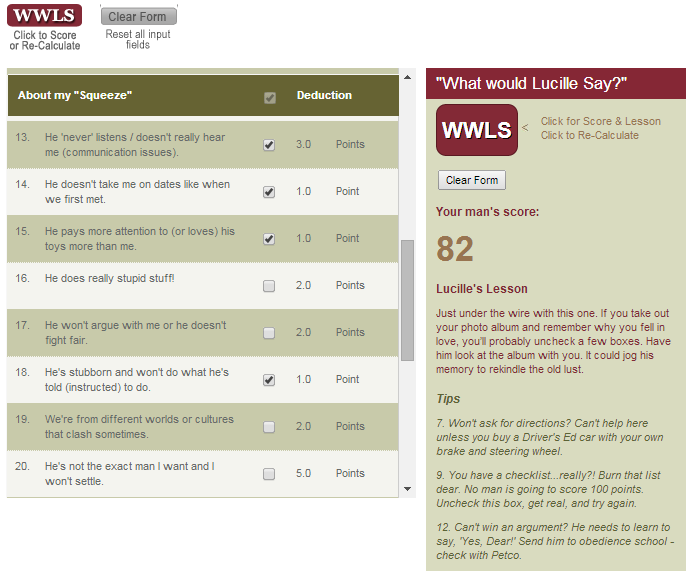 WWLS
Click to Score
or Re-Calculate
Clear Form
Reset all input
fields
About my "Squeeze"
Deduction
13. He 'never' listens / doesn't really hear
me (communication issues).
3.0 Points
14. He doesn't take me on dates like when
we first met.
1.0 Point
15. He pays more attention to (or loves) his
toys more than me.
1.0 Point
16. He does really stupid stuff!
2.0 Points
17. He won't argue with me or he doesn't
fight fair.
2.0 Points
18. He's stubborn and won't do what he's
told (instructed) to do.
1.0 Point
19. We're from different worlds or cultures
that clash sometimes.
2.0 Points
20. He's not the exact man I want and I
won't settle.
5.0 Points
"What would Lucille Say?"
WWLS
< Click for Score & Lesson
Click to Re-Calculate
Clear Form
Your man's score:
82
Lucille's Lesson
Just under the wire with this one. If you take out
your photo album and remember why you fell in
love, you'll probably uncheck a few boxes. Have
him look at the album with you. It could jog his
memory to rekindle the old lust.
Tips
7. Won't ask for directions? Can't help here
unless you buy a Driver's Ed car with your own
brake and steering wheel.
9. You have a checklist...really?! Burn that list
dear. No man is going to score 100 points.
Uncheck this box, get real, and try again.
12. Can't win an argument? He needs to learn to
say, 'Yes, Dear!' Send him to obedience school -
check with Petco.